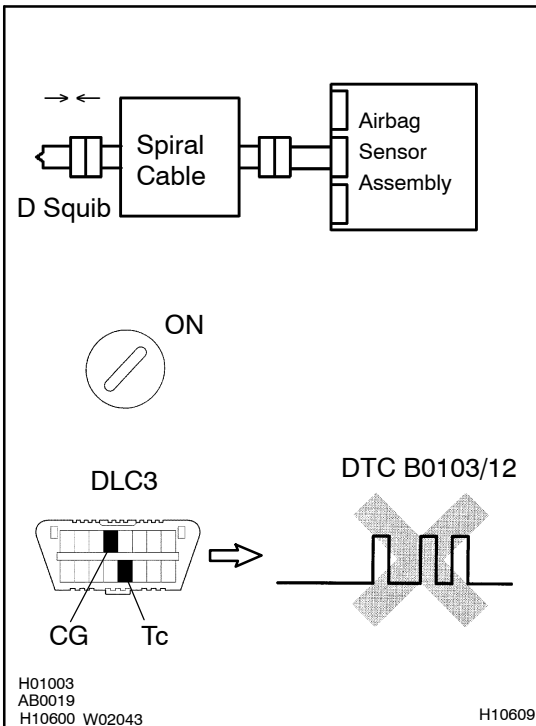 Airbag
Sensor
Assembly
Spiral
Cable
D Squib
ON
DLC3
DTC B0103/12
CG
Tc
H01003
AB0019
H10600 W02043
H10609